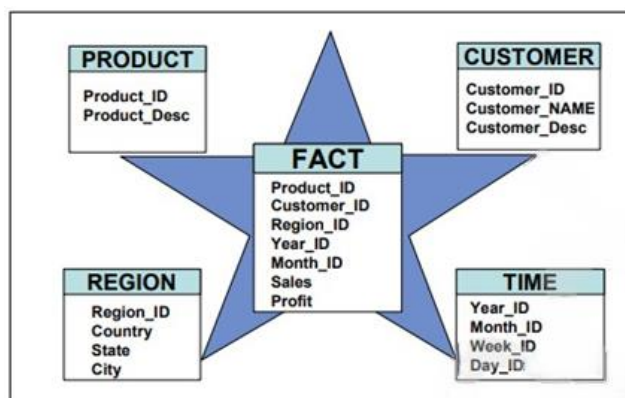 PRODUCT
Product_ID
Product_Desc
CUSTOMER
Customer_ID
Customer_NAME
Customer_Desc
FACT
Product_ID
Customer_ID
Region_ID
Year_ID
Month_ID
Sales
Profit
REGION
Region_ID
Country
State
City
TIME
Year_ID
Month_ID
Week_ID
Day_ID